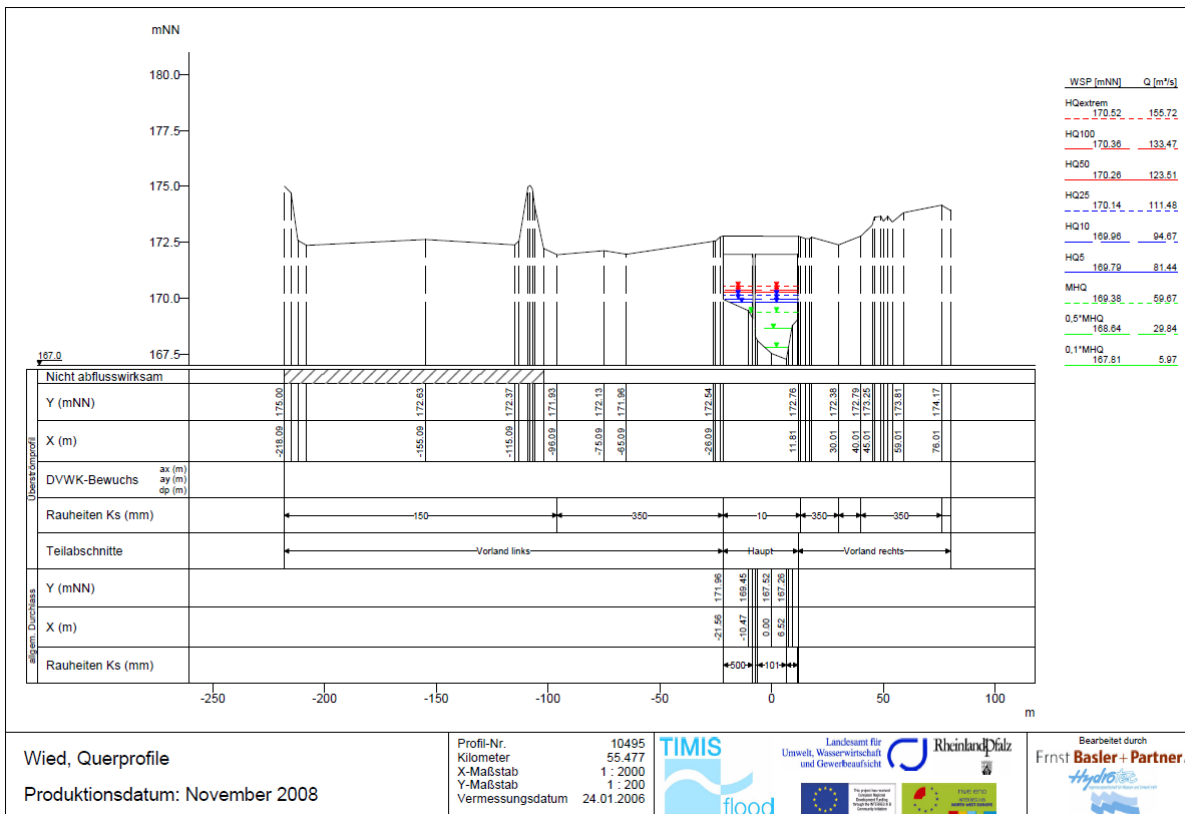 mNN
180.0
177.5
175.0
172.5
170.0
167.5
167.0
WSP [mNN] Q [m³/s]
HQextrem
170.52 155.72
HQ100
170.36 133.47
HQ50
170.26 123.51
HQ25
170.14 111.48
HQ10
169.96 94.67
HQ5
169.79 81.44
MHQ
169.38 59.67
0,5*MHQ
168.64 29.84
0,1*MHQ
167.81 5.97
Überströmprofil
Nicht abflusswirksam
Y (mNN) 175.00 172.63 172.37 171.93 172.13 171.96 172.54 172.76 172.38 172.79 173.25 173.81 174.17
X (m) -218.09 -155.09 -115.09 -96.09 -75.09 -65.09 -26.09 11.81 30.01 40.01 45.01 59.01 76.01
DVWK-Bewuchs ax (m)
ay (m)
dp (m)
Rauheiten Ks (mm) 150 350 10 350 350
Teilabschnitte Vorland links Haupt Vorland rechts
allgem. Durchlass
Y (mNN) 171.96 169.45 167.52 167.26
X (m) -21.56 -10.47 0.00 6.52
Rauheiten Ks (mm) 500 101
-250 -200 -150 -100 -50 0 50 100
m
Wied, Querprofile
Produktionsdatum: November 2008
Profil-Nr. 10495
Kilometer 55.477
X-Maßstab 1 : 2000
Y-Maßstab 1 : 200
Vermessungsdatum 24.01.2006
TIMIS
flood
Landesamt für
Umwelt, Wasserwirtschaft
und Gewerbeaufsicht
RheinlandPfalz
Bearbeitet durch
Ernst Basler + Partner
Hydrotec